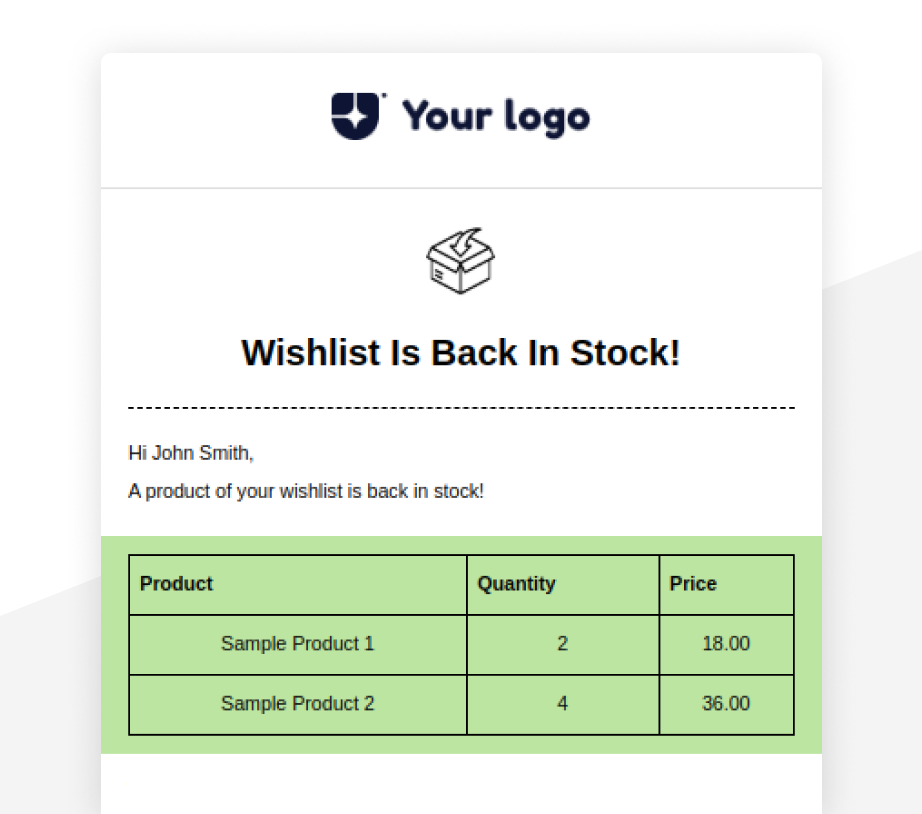 Your logo
Wishlist Is Back In Stock!
Hi John Smith,
A product of your wishlist is back in stock!
Product Quantity Price
Sample Product 1 2 18.00
Sample Product 2 4 36.00